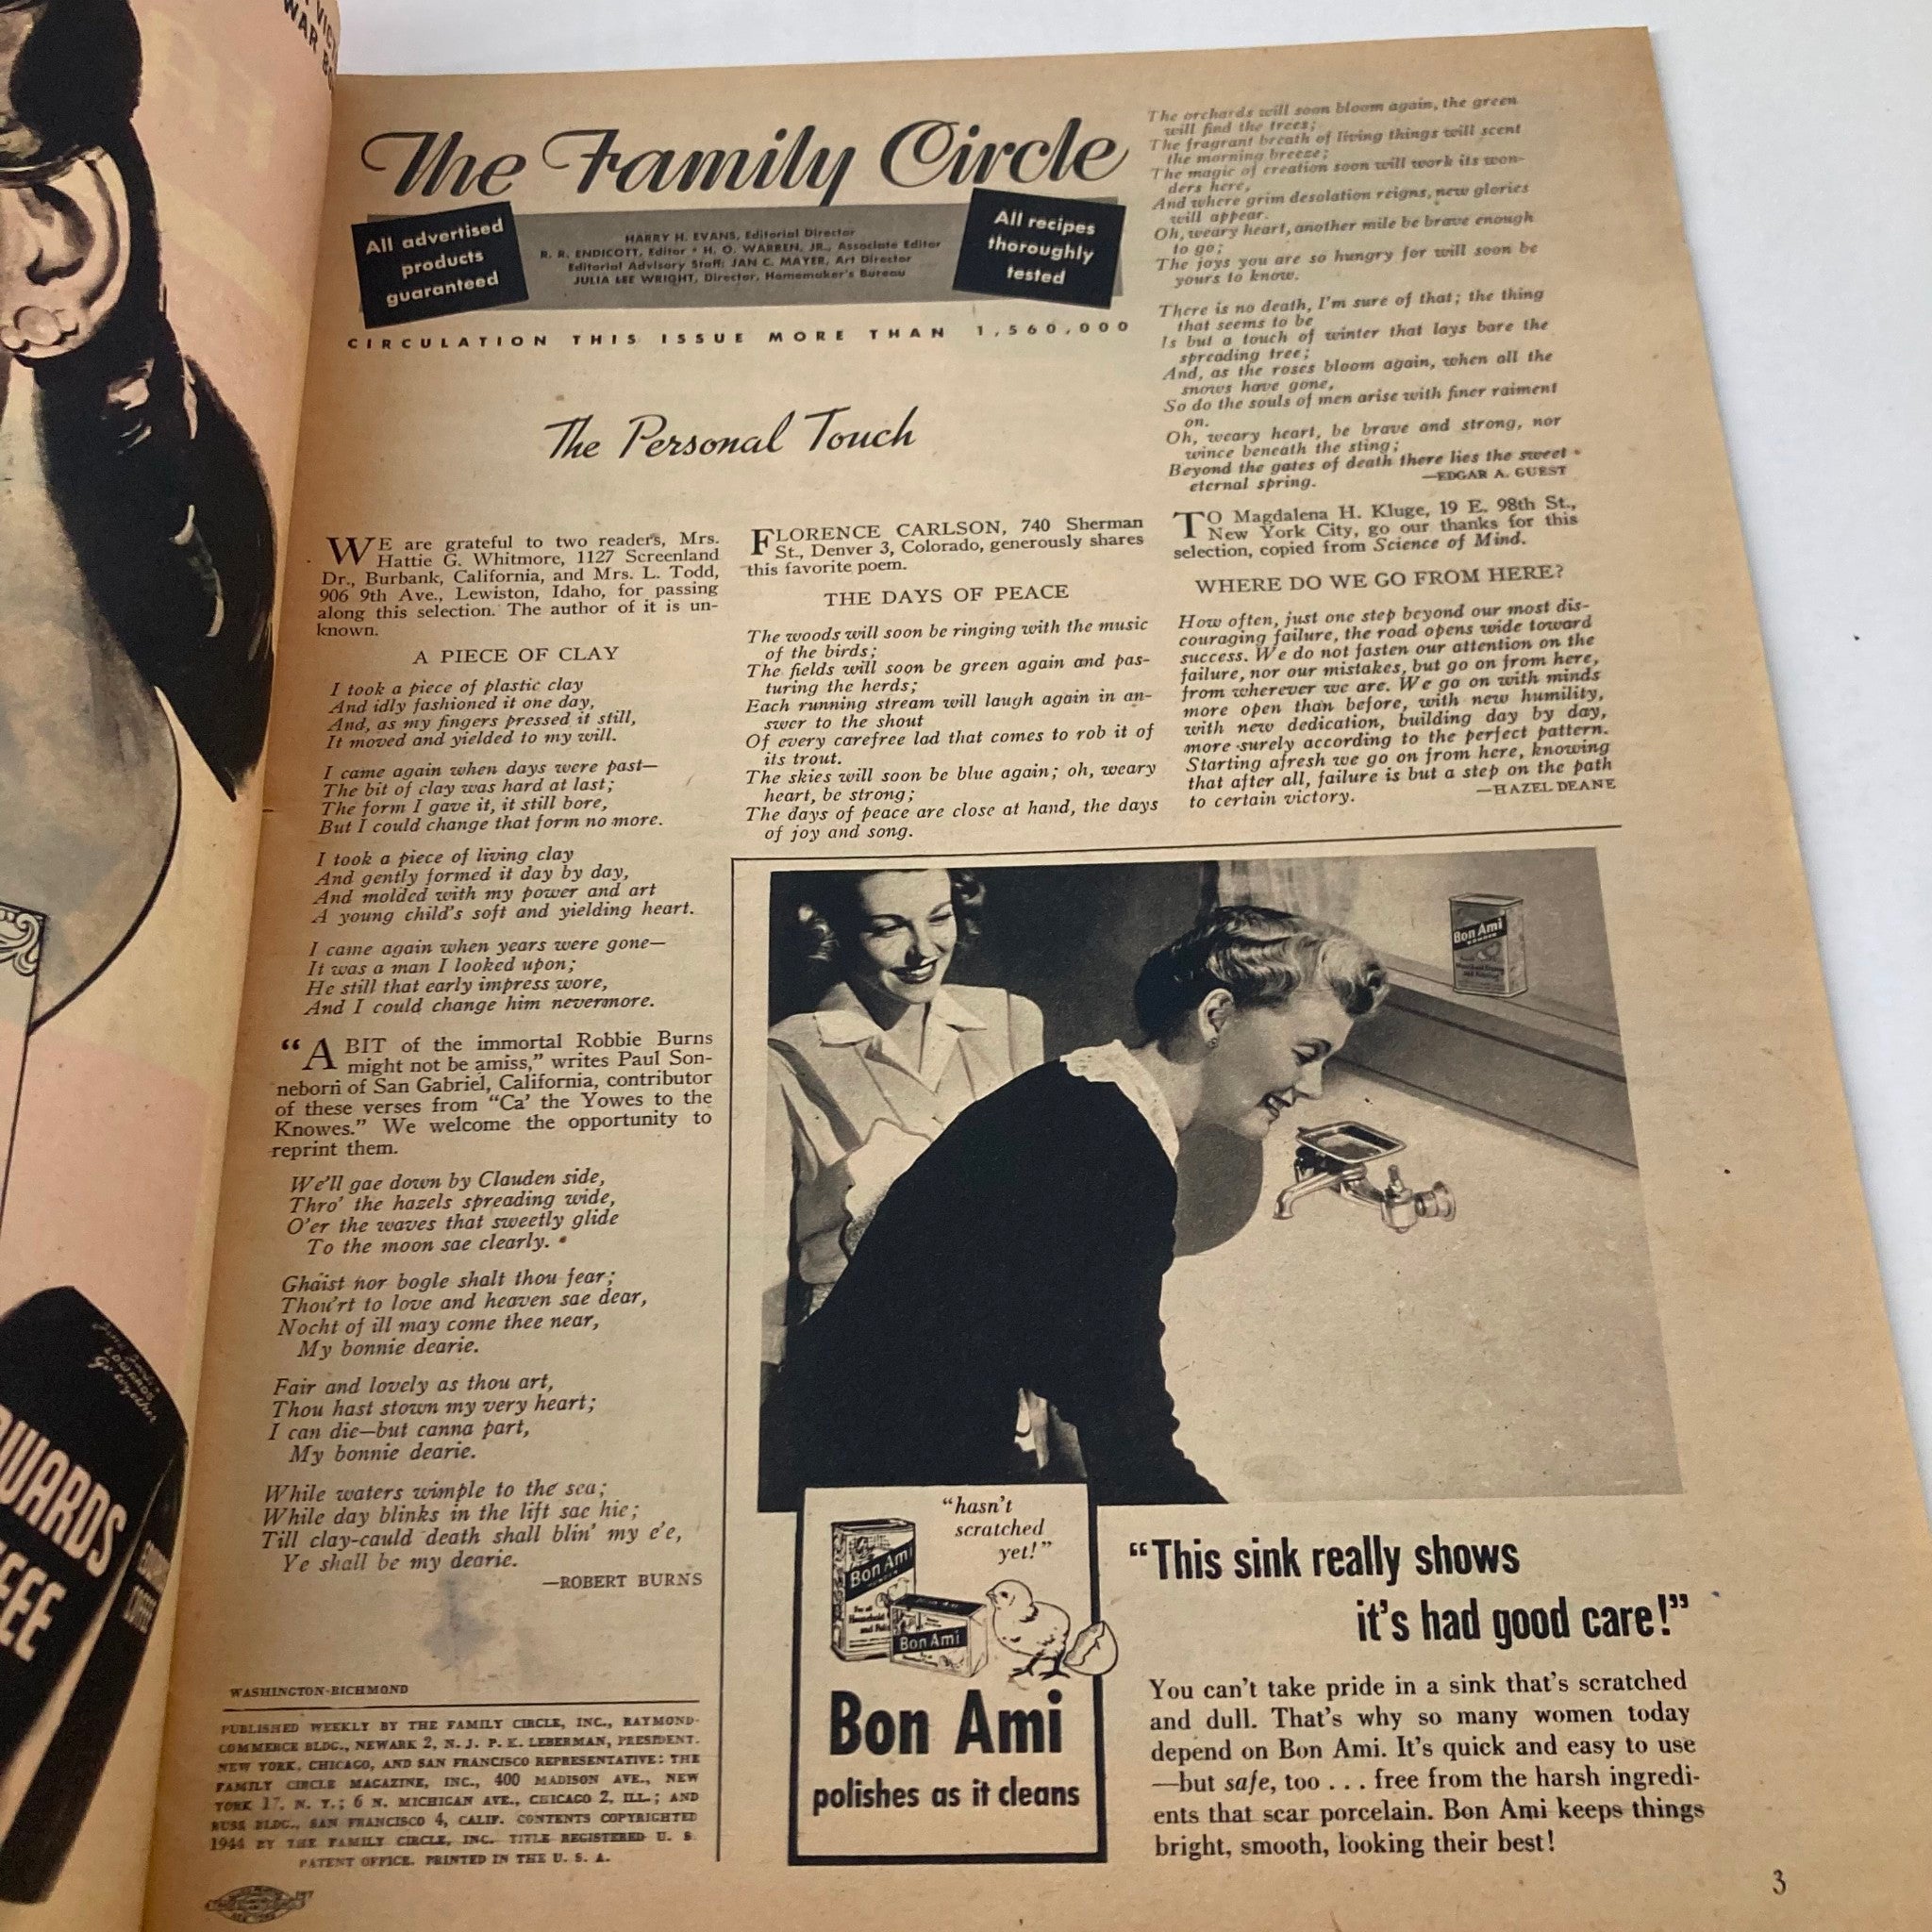 VICT
WAR BO
The Family Circle
All advertised
products
guaranteed
HARRY H. EVANS, Editorial Director
R. R. ENDICOTT, Editor • H. O. WARREN, JR., Associate Editor
Editorial Advisory Staff: JAN C. MAYER, Art Director
JULIA LEE WRIGHT, Director, Homemaker's Bureau
All recipes
thoroughly
tested
CIRCULATION THIS ISSUE MORE THAN 1,560,000
The Personal Touch
WE are grateful to two readers, Mrs.
Hattie G. Whitmore, 1127 Screenland
Dr., Burbank, California, and Mrs. L. Todd,
906 9th Ave., Lewiston, Idaho, for passing
along this selection. The author of it is un-
known.
A PIECE OF CLAY
I took a piece of plastic clay
And idly fashioned it one day,
And, as my fingers pressed it still,
It moved and yielded to my will.
I came again when days were past—
The bit of clay was hard at last;
The form I gave it, it still bore,
But I could change that form no more.
I took a piece of living clay
And gently formed it day by day,
And molded with my power and art
A young child's soft and yielding heart.
I came again when years were gone—
It was a man I looked upon;
He still that early impress wore,
And I could change him nevermore.
"A BIT of the immortal Robbie Burns
might not be amiss," writes Paul Son-
neborn of San Gabriel, California, contributor
of these verses from "Ca' the Yowes to the
Knowes." We welcome the opportunity to
reprint them.
We'll gae down by Clauden side,
Thro' the hazels spreading wide,
O'er the waves that sweetly glide
To the moon sae clearly.
Ghaist nor bogle shalt thou fear;
Thou'rt to love and heaven sae dear,
Nocht of ill may come thee near,
My bonnie dearie.
Fair and lovely as thou art,
Thou hast stown my very heart;
I can die—but canna part,
My bonnie dearie.
While waters wimple to the sea;
While day blinks in the lift sae hie;
Till clay-cauld death shall blin' my e'e,
Ye shall be my dearie.
—ROBERT BURNS
WASHINGTON-RICHMOND
PUBLISHED WEEKLY BY THE FAMILY CIRCLE, INC., RAYMOND-
COMMERCE BLDG., NEWARK 2, N. J. P. K. LEBERMAN, PRESIDENT.
NEW YORK, CHICAGO, AND SAN FRANCISCO REPRESENTATIVE: THE
FAMILY CIRCLE MAGAZINE, INC., 400 MADISON AVE., NEW
YORK 17, N. Y.; 6 N. MICHIGAN AVE., CHICAGO 2, ILL.; AND
RUSS BLDG., SAN FRANCISCO 4, CALIF. CONTENTS COPYRIGHTED
1944 BY THE FAMILY CIRCLE, INC. TITLE REGISTERED U. S.
PATENT OFFICE. PRINTED IN THE U. S. A.
FLORENCE CARLSON, 740 Sherman
St., Denver 3, Colorado, generously shares
this favorite poem.
THE DAYS OF PEACE
The woods will soon be ringing with the music
of the birds;
The fields will soon be green again and pas-
turing the herds;
Each running stream will laugh again in an-
swer to the shout
Of every carefree lad that comes to rob it of
its trout.
The skies will soon be blue again; oh, weary
heart, be strong;
The days of peace are close at hand, the days
of joy and song.
The orchards will soon bloom again, the green
will find the trees;
The fragrant breath of living things will scent
the morning breeze;
The magic of creation soon will work its won-
ders here,
And where grim desolation reigns, new glories
will appear.
Oh, weary heart, another mile be brave enough
to go;
The joys you are so hungry for will soon be
yours to know.
There is no death, I'm sure of that; the thing
that seems to be
Is but a touch of winter that lays bare the
spreading tree;
And, as the roses bloom again, when all the
snows have gone,
So do the souls of men arise with finer raiment
on.
Oh, weary heart, be brave and strong, nor
wince beneath the sting;
Beyond the gates of death there lies the sweet
eternal spring. —EDGAR A. GUEST
TO Magdalena H. Kluge, 19 E. 98th St.,
New York City, go our thanks for this
selection, copied from Science of Mind.
WHERE DO WE GO FROM HERE?
How often, just one step beyond our most dis-
couraging failure, the road opens wide toward
success. We do not fasten our attention on the
failure, nor our mistakes, but go on from here,
from wherever we are. We go on with minds
more open than before, with new humility,
with new dedication, building day by day,
more surely according to the perfect pattern.
Starting afresh we go on from here, knowing
that after all, failure is but a step on the path
to certain victory. —HAZEL DEANE
Bon Ami
"hasn't
scratched
yet!"
Bon Ami
Bon Ami
Bon Ami
polishes as it cleans
"This sink really shows
it's had good care!"
You can't take pride in a sink that's scratched
and dull. That's why so many women today
depend on Bon Ami. It's quick and easy to use
—but safe, too . . . free from the harsh ingredi-
ents that scar porcelain. Bon Ami keeps things
bright, smooth, looking their best!
3
WARDS
FEE